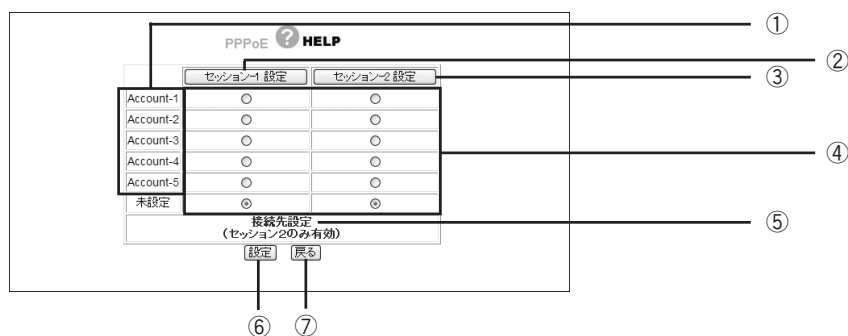 PPPoE ? HELP
①
②
③
セッション-1 設定 セッション-2 設定
Account-1
Account-2
Account-3
Account-4
④
Account-5
未設定
接続先設定
⑤
(セッション2のみ有効)
設定 戻る
⑥ ⑦